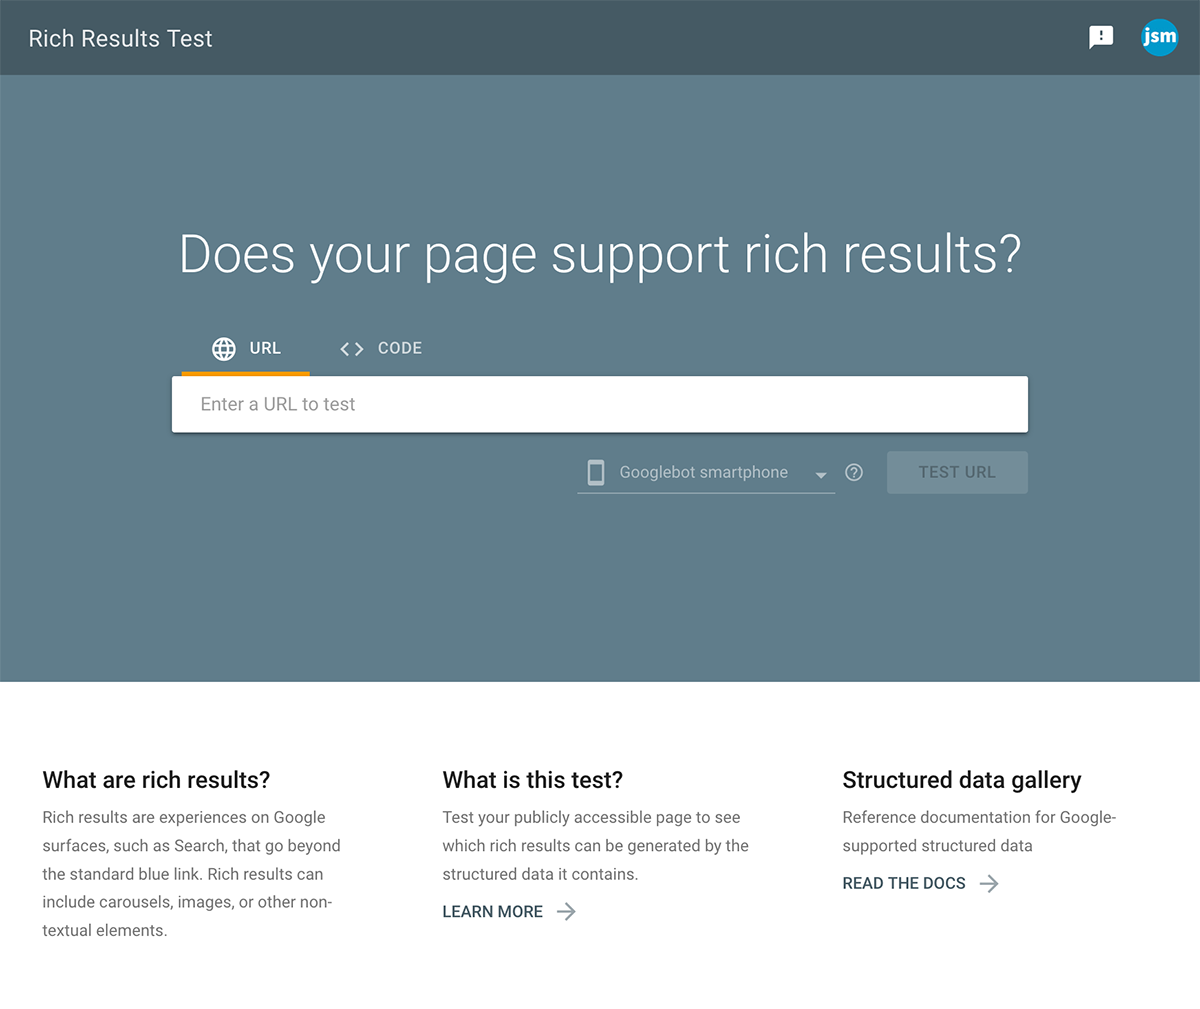 Rich Results Test
jsm
Does your page support rich results?
URL
CODE
Enter a URL to test
Googlebot smartphone
TEST URL
What are rich results?
Rich results are experiences on Google
surfaces, such as Search, that go beyond
the standard blue link. Rich results can
include carousels, images, or other non-
textual elements.
What is this test?
Test your publicly accessible page to see
which rich results can be generated by the
structured data it contains.
LEARN MORE
Structured data gallery
Reference documentation for Google-
supported structured data
READ THE DOCS